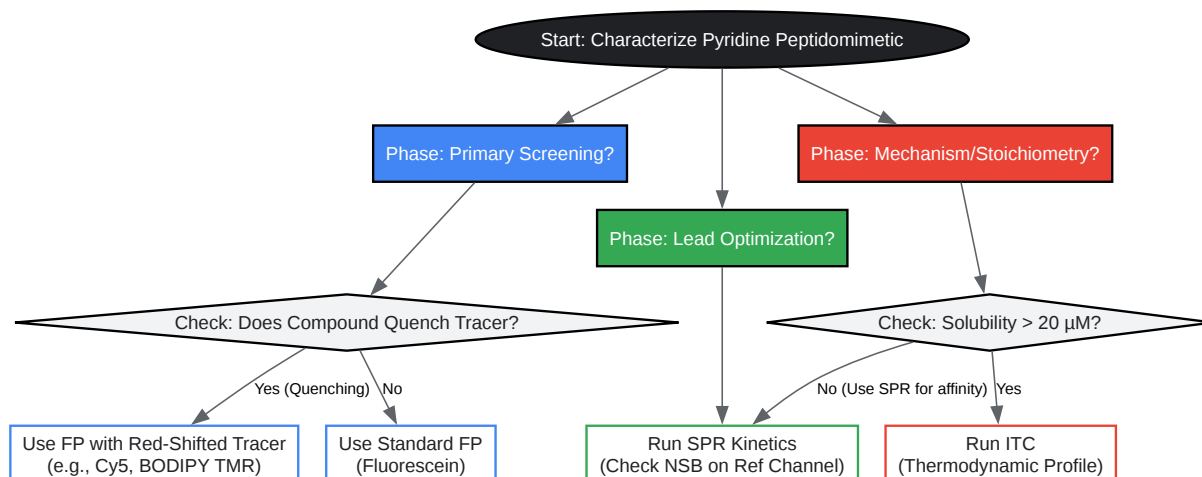 Start: Characterize Pyridine Peptidomimetic
Phase: Primary Screening?
Phase: Mechanism/Stoichiometry?
Phase: Lead Optimization?
Check: Does Compound Quench Tracer?
Check: Solubility > 20 µM?
Yes (Quenching)
No
No (Use SPR for affinity)
Yes
Use FP with Red-Shifted Tracer
(e.g., Cy5, BODIPY TMR)
Use Standard FP
(Fluorescein)
Run SPR Kinetics
(Check NSB on Ref Channel)
Run ITC
(Thermodynamic Profile)